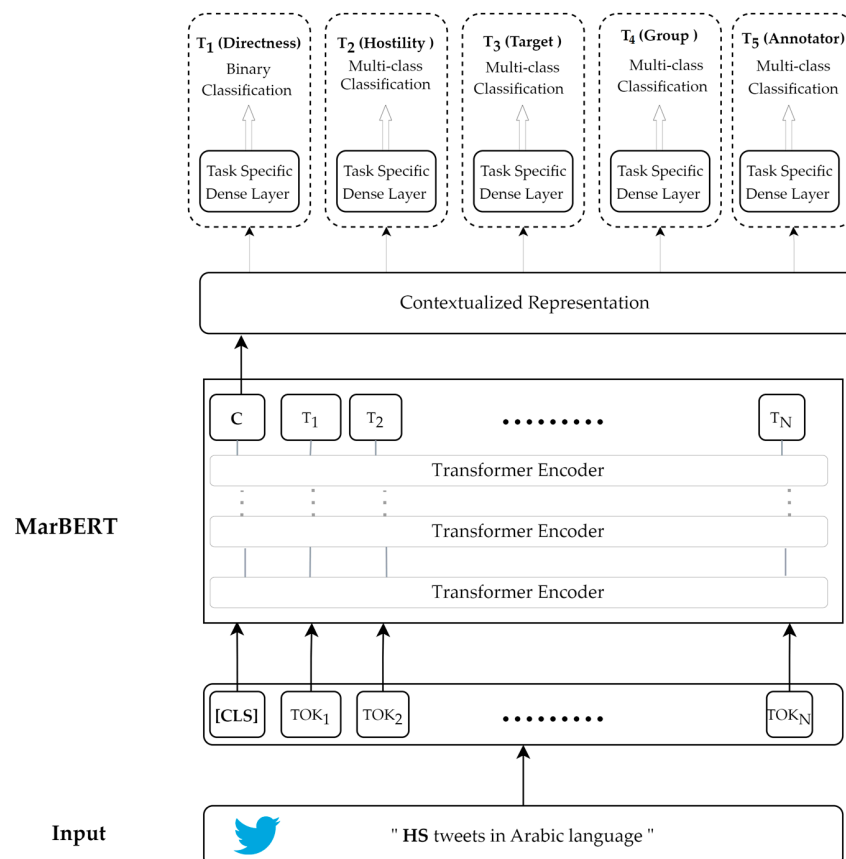 T1 (Directness)
Binary
Classification
T2 (Hostility )
Multi-class
Classification
T3 (Target )
Multi-class
Classification
T4 (Group )
Multi-class
Classification
T5 (Annotator)
Multi-class
Classification
Task Specific
Dense Layer
Task Specific
Dense Layer
Task Specific
Dense Layer
Task Specific
Dense Layer
Task Specific
Dense Layer
Contextualized Representation
C T1 T2 ......... TN
Transformer Encoder
Transformer Encoder
MarBERT
Transformer Encoder
[CLS] TOK1 TOK2 ......... TOKN
Input " HS tweets in Arabic language "